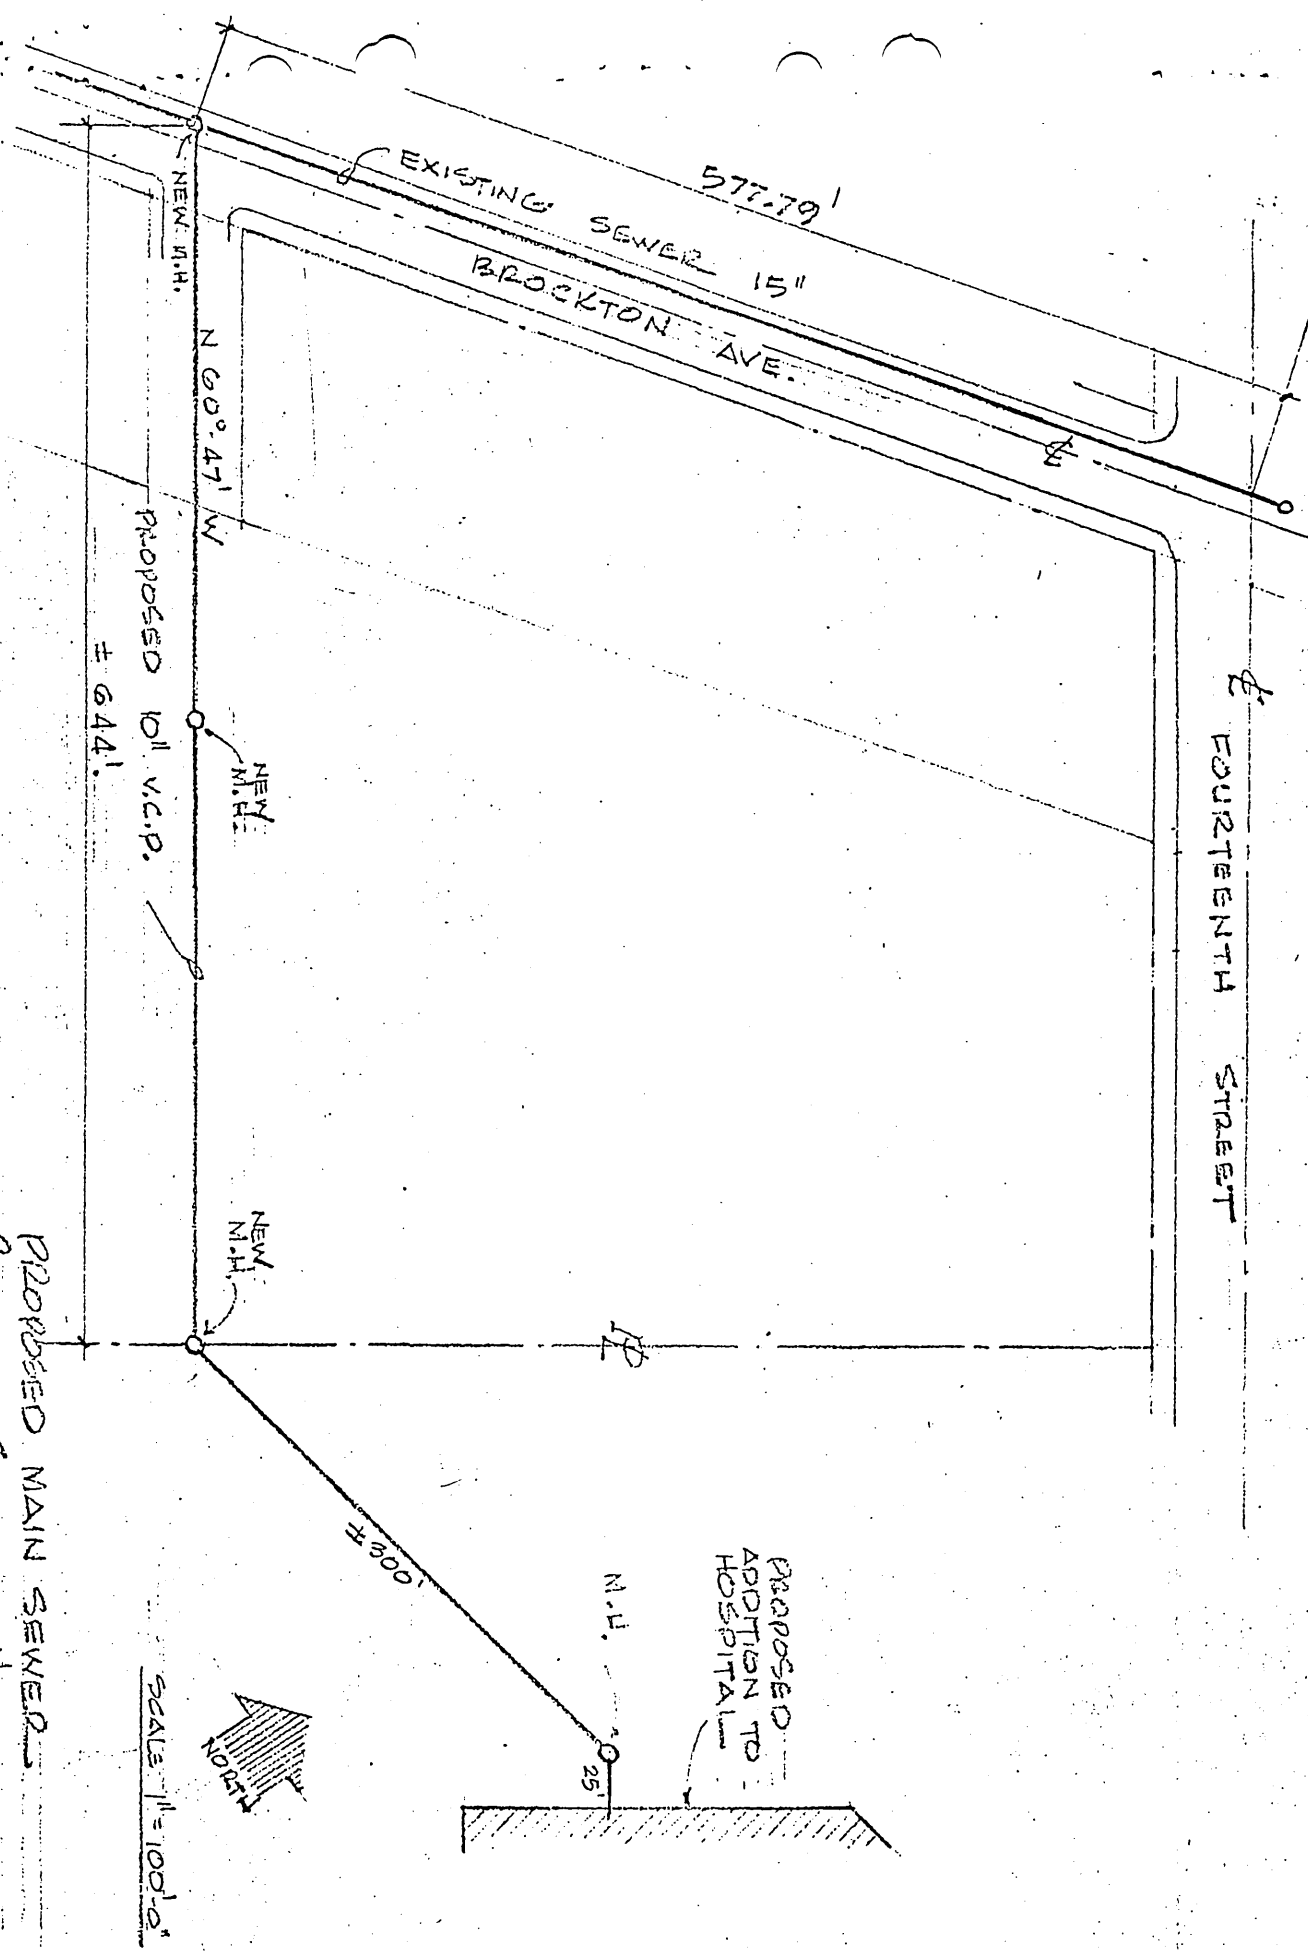 577.79'
EXISTING SEWER 15"
BROCKTON AVE.
℄
℄
FOURTEENTH STREET
NEW M.H.
N 60°-47' W
PROPOSED 10" V.C.P.
± 644'.
NEW
M.H.
NEW
M.H.
PL
± 300'
M.H.
25'
PROPOSED
ADDITION TO
HOSPITAL
NORTH
SCALE 1"=100'-0"
PROPOSED MAIN SEWER